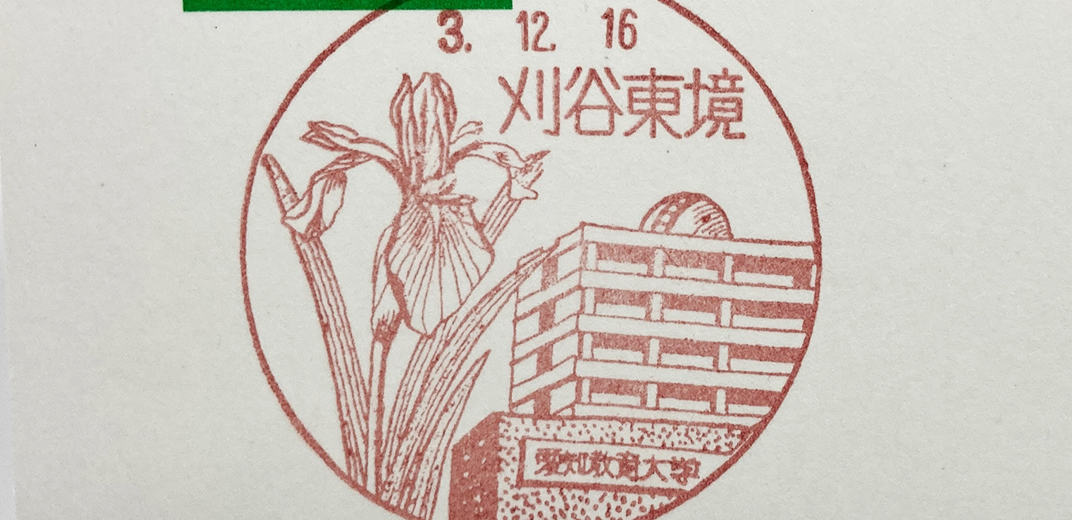 3. 12. 16
刈谷東境
愛知教育大学